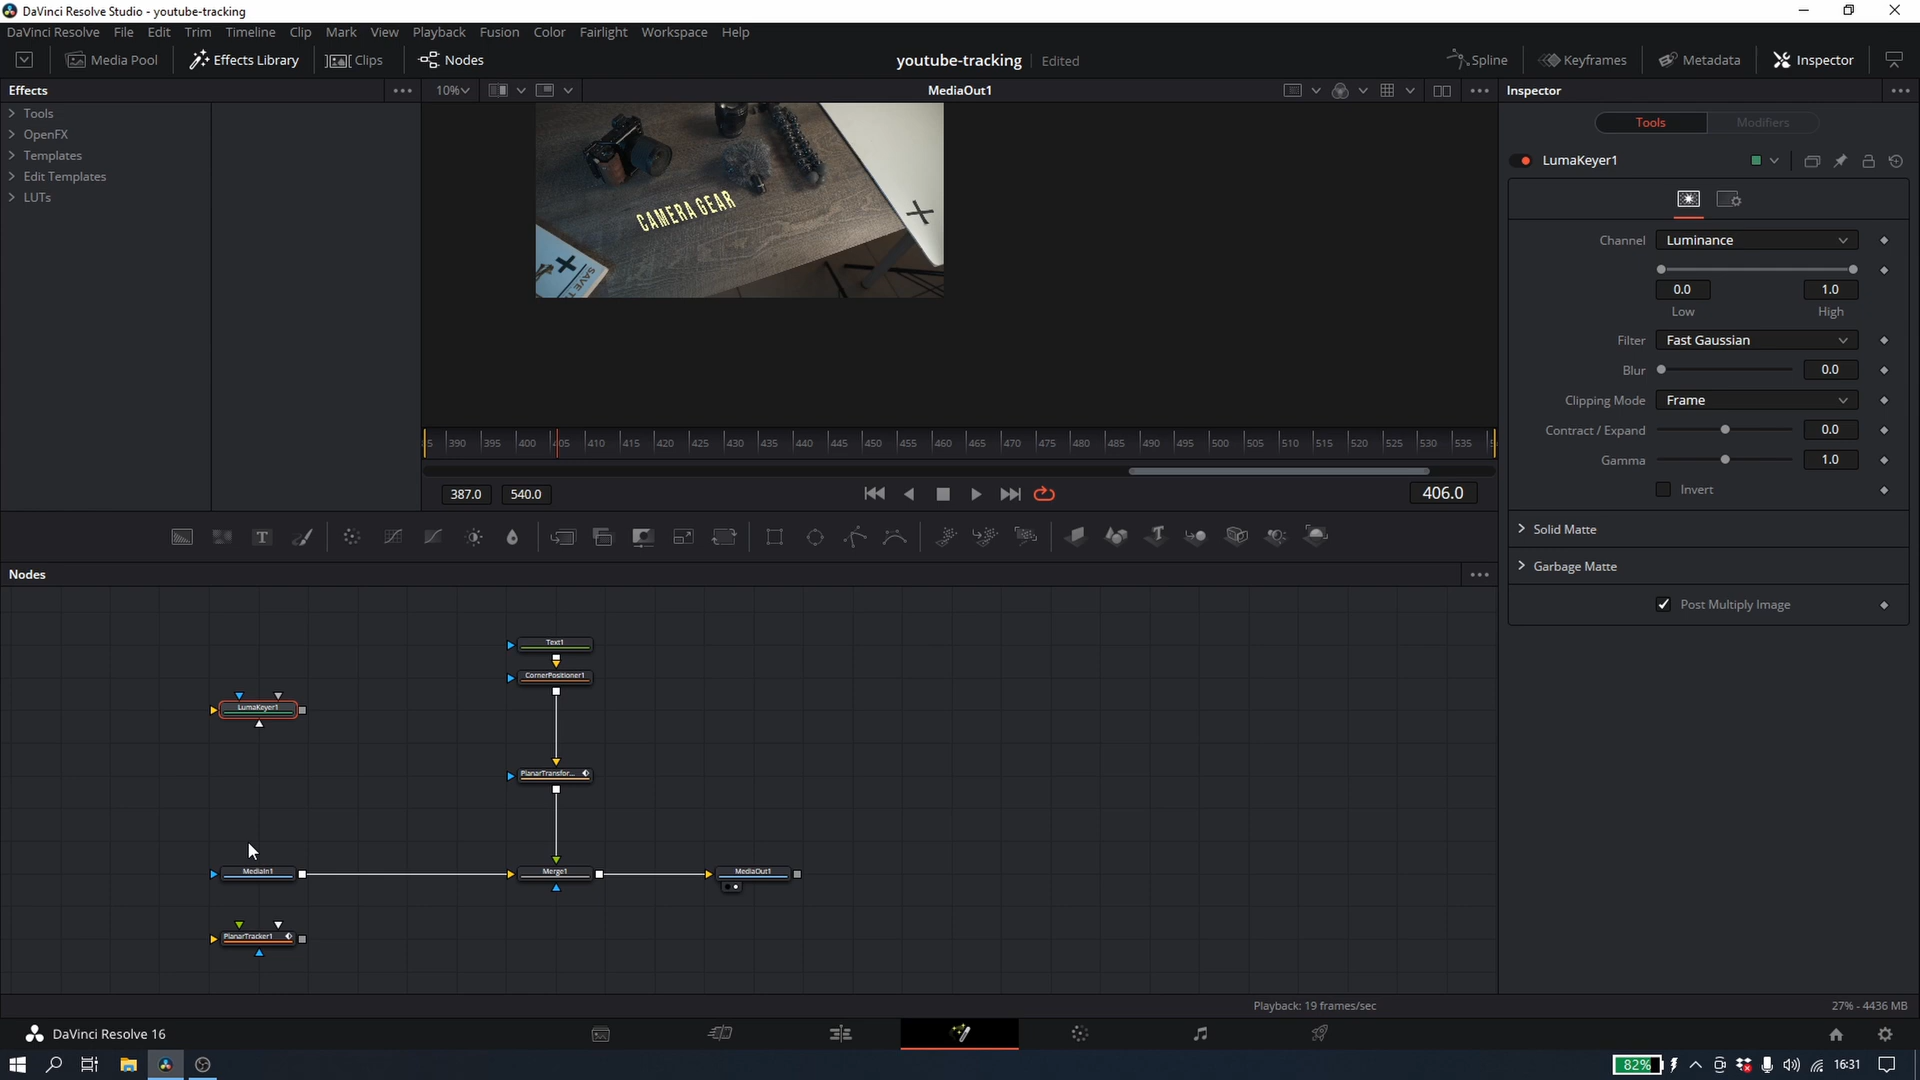 DaVinci Resolve Studio - youtube-tracking
DaVinci Resolve File Edit Trim Timeline Clip Mark View Playback Fusion Color Fairlight Workspace Help
Media Pool Effects Library Clips Nodes youtube-tracking Edited Spline Keyframes Metadata Inspector
Effects 10% MediaOut1 Inspector
Tools
OpenFX
Templates
Edit Templates
LUTs
CAMERA GEAR
Tools Modifiers
LumaKeyer1
Channel Luminance
0.0 1.0
Low High
Filter Fast Gaussian
Blur 0.0
Clipping Mode Frame
Contract / Expand 0.0
Gamma 1.0
Invert
Solid Matte
Garbage Matte
Post Multiply Image
390 395 400 405 410 415 420 425 430 435 440 445 450 455 460 465 470 475 480 485 490 495 500 505 510 515 520 525 530 535
387.0 540.0 406.0
Nodes
Text1
CornerPositioner1
LumaKeyer1
PlanarTransfor...
MediaIn1 Merge1 MediaOut1
PlanarTracker1
Playback: 19 frames/sec 27% - 4436 MB
DaVinci Resolve 16
82% 16:31